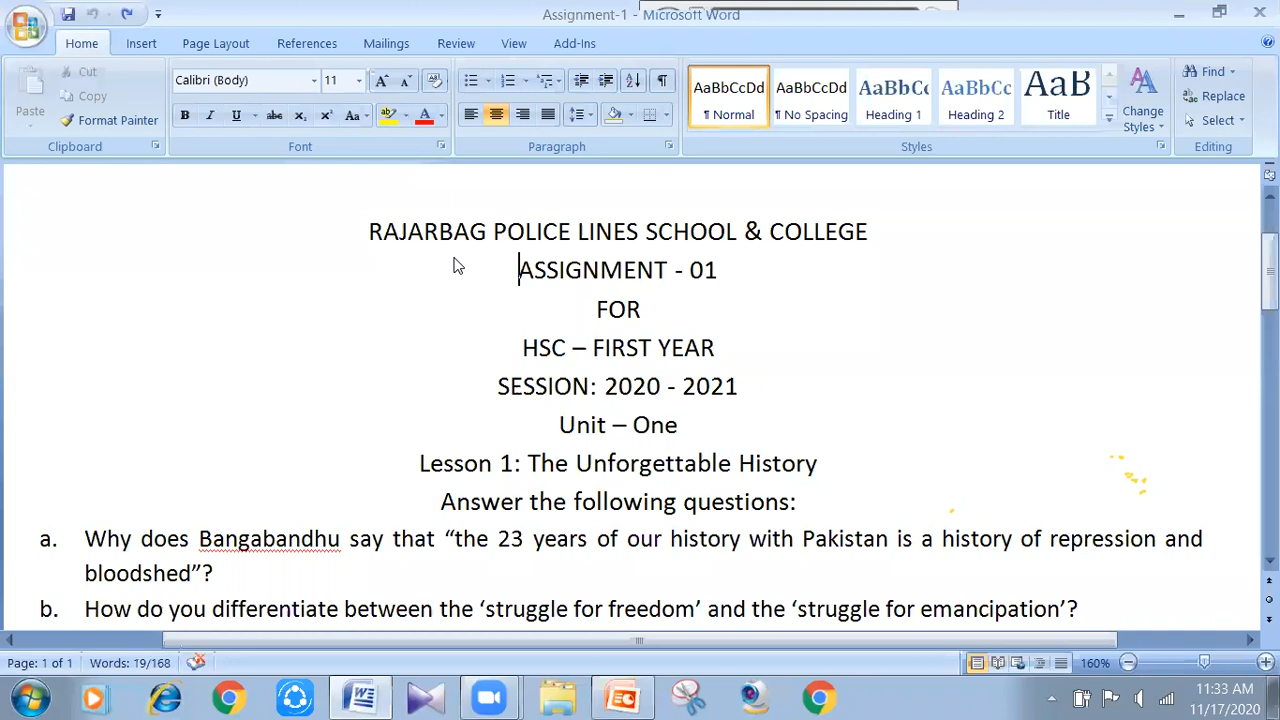 Assignment-1 - Microsoft Word
Home Insert Page Layout References Mailings Review View Add-Ins
Paste
Cut
Copy
Format Painter
Clipboard
Calibri (Body) 11
Font
Paragraph
AaBbCcDd AaBbCcDd AaBbCc AaBbCc AaB
¶ Normal ¶ No Spacing Heading 1 Heading 2 Title
Change Styles
Styles
Find
Replace
Select
Editing
RAJARBAG POLICE LINES SCHOOL & COLLEGE
ASSIGNMENT - 01
FOR
HSC – FIRST YEAR
SESSION: 2020 - 2021
Unit – One
Lesson 1: The Unforgettable History
Answer the following questions:
a. Why does Bangabandhu say that “the 23 years of our history with Pakistan is a history of repression and
bloodshed”?
b. How do you differentiate between the ‘struggle for freedom’ and the ‘struggle for emancipation’?
Page: 1 of 1 Words: 19/168 160%
11:33 AM
11/17/2020